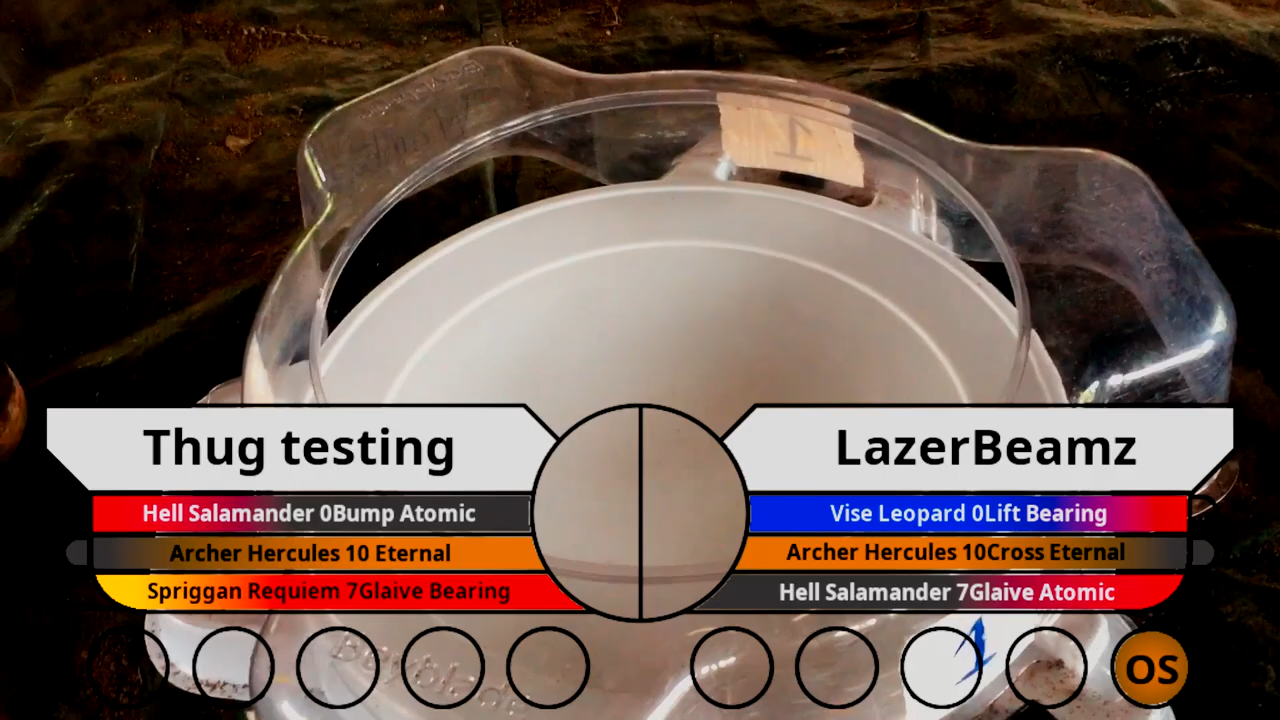 1
Thug testing
LazerBeamz
Hell Salamander 0Bump Atomic
Vise Leopard 0Lift Bearing
Archer Hercules 10 Eternal
Archer Hercules 10Cross Eternal
Spriggan Requiem 7Glaive Bearing
Hell Salamander 7Glaive Atomic
OS